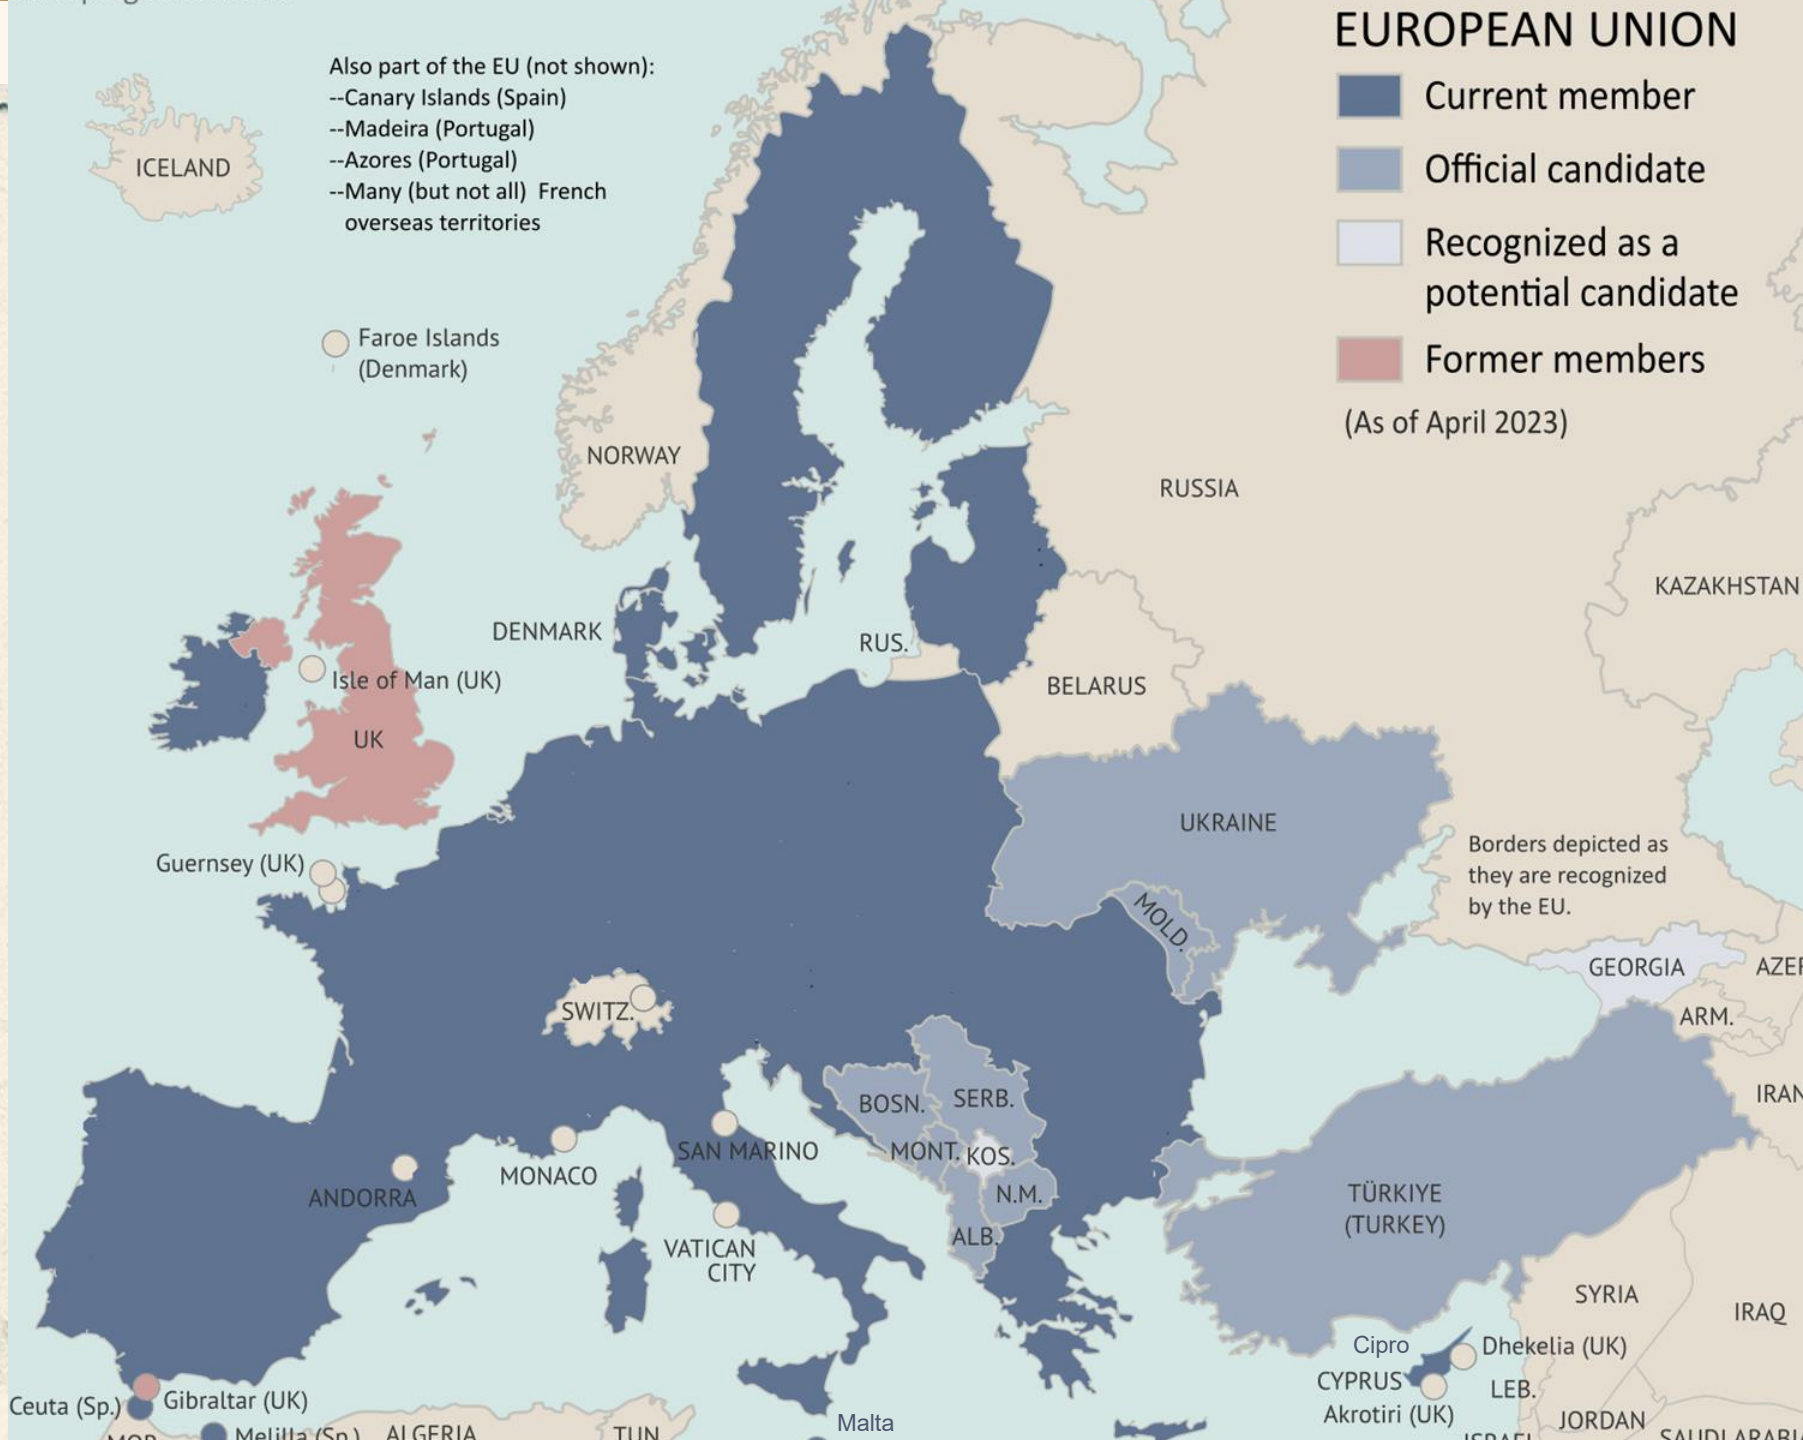 EUROPEAN UNION
Current member
Official candidate
Recognized as a
potential candidate
Former members
(As of April 2023)
Also part of the EU (not shown):
--Canary Islands (Spain)
--Madeira (Portugal)
--Azores (Portugal)
--Many (but not all) French
overseas territories
ICELAND
Faroe Islands
(Denmark)
NORWAY
RUSSIA
KAZAKHSTAN
DENMARK
RUS.
Isle of Man (UK)
BELARUS
UK
UKRAINE
Guernsey (UK)
Borders depicted as
they are recognized
by the EU.
MOLD.
GEORGIA
AZER
SWITZ.
ARM.
BOSN.
SERB.
IRAN
SAN MARINO
MONT.
KOS.
MONACO
ANDORRA
N.M.
TÜRKIYE
(TURKEY)
ALB.
VATICAN
CITY
SYRIA
IRAQ
Cipro
Dhekelia (UK)
CYPRUS
LEB.
Ceuta (Sp.)
Gibraltar (UK)
Akrotiri (UK)
JORDAN
Malta
Melilla (Sp.)
ALGERIA
TUN
MOR
ISRAEL
SAUDI ARABIA